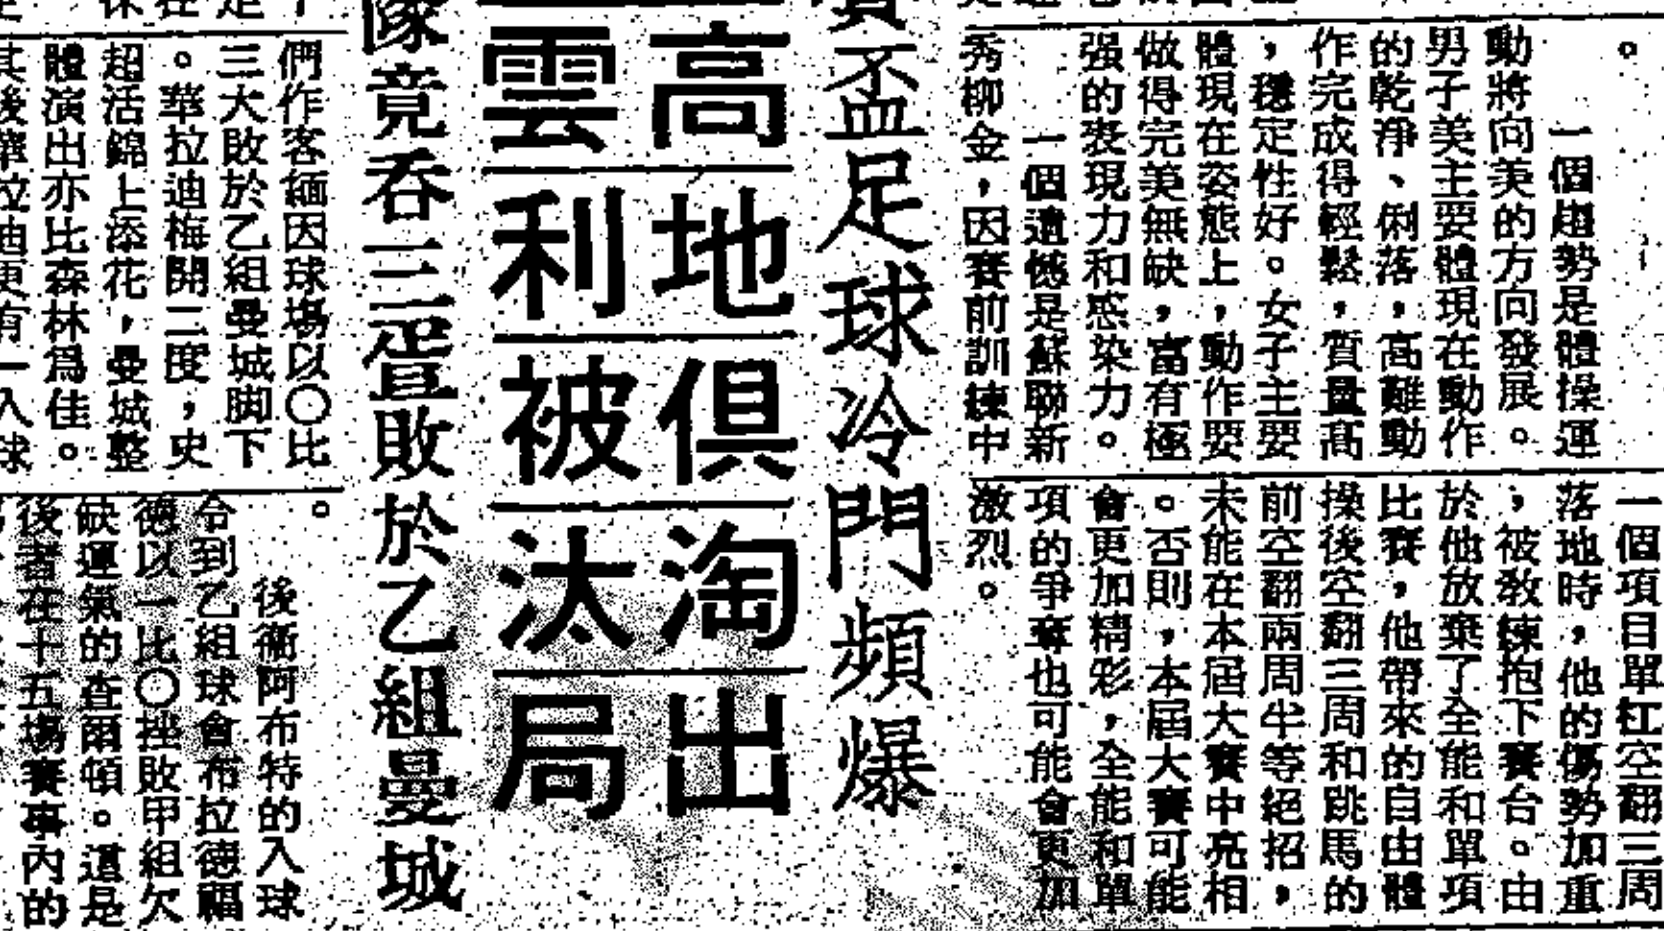 。
一個趨勢是體操運
動將向美的方向發展。
男子美主要體現在動作
的乾淨、俐落，高難動
作完成得輕鬆，質量高
，穩定性好。女子主要
體現在姿態上，動作要
做得完美無缺，富有極
强的表現力和感染力。
一個遺憾是蘇聯新
秀柳金，因賽前訓練中
一個項目單杠空翻三周
落地時，他的傷勢加重
，被教練抱下賽台。由
於他放棄了全能和單項
比賽，他帶來的自由體
操後空翻三周和跳馬的
前空翻兩周半等絕招，
未能在本屆大賽中亮相
。否則，本屆大賽可能
會更加精彩，全能和單
項的爭奪也可能會更加
激烈。
盃足球冷門頻爆
高地俱淘出
雲利被汰局
隊竟吞三蛋敗於乙組曼城
們作客緬因球場以〇比
三大敗於乙組曼城脚下
。華拉迪梅開二度，史
超活錦上添花，曼城整
體演出亦比森林爲佳。
其後華拉迪更有一入球
。
後衞阿布特的入球
令到乙組球會布拉德福
德以一比〇挫敗甲組欠
缺運氣的查爾頓。這是
後者在十五場賽事內的